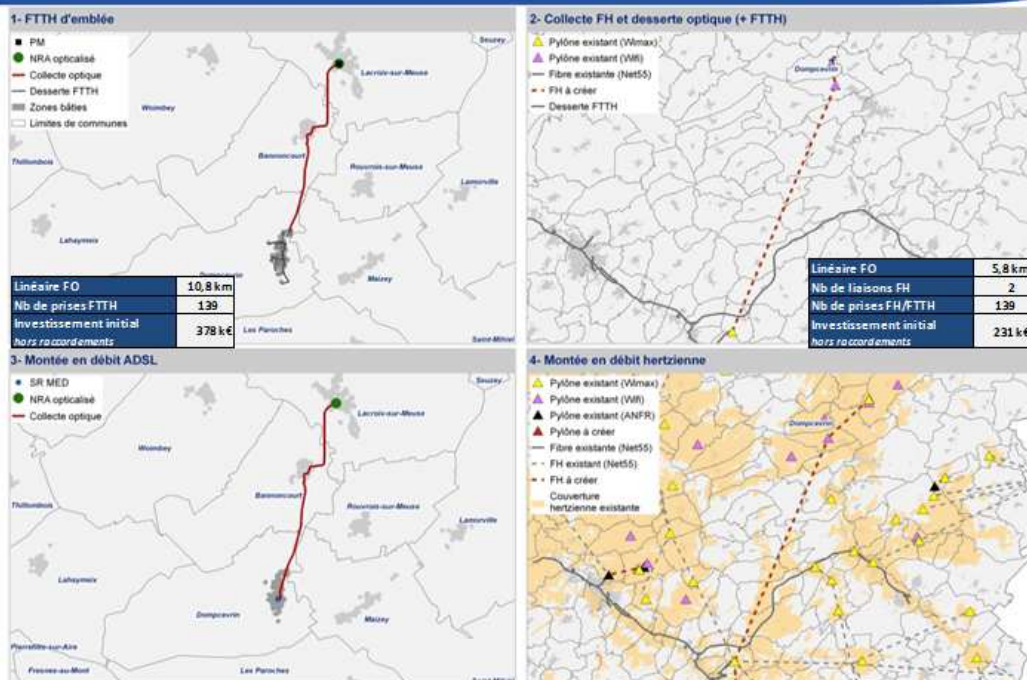 1- FTTH d'emblée
PM
NRA opticalisé
Collecte optique
Desserte FTTH
Zones bâties
Limites de communes
Seuzey
Lacroix-sur-Meuse
Woimbey
Bannoncourt
Thillombois
Rouvrois-sur-Meuse
Lamorville
Lahaymeix
Dompcevrin
Maizey
Les Paroches
Saint-Mihiel
Linéaire FO 10,8 km
Nb de prises FTTH 139
Investissement initial
hors raccordements 378 k€
2- Collecte FH et desserte optique (+ FTTH)
Pylône existant (Wimax)
Pylône existant (Wifi)
Fibre existante (Net55)
FH à créer
Desserte FTTH
Dompcevrin
Linéaire FO 5,8 km
Nb de liaisons FH 2
Nb de prises FH/FTTH 139
Investissement initial
hors raccordements 231 k€
3- Montée en débit ADSL
SR MED
NRA opticalisé
Collecte optique
Seuzey
Lacroix-sur-Meuse
Woimbey
Bannoncourt
Thillombois
Rouvrois-sur-Meuse
Lamorville
Lahaymeix
Dompcevrin
Maizey
Pierrefitte-sur-Aire
Fresnes-au-Mont
Les Paroches
Saint-Mihiel
4- Montée en débit hertzienne
Pylône existant (Wimax)
Pylône existant (Wifi)
Pylône existant (ANFR)
Pylône à créer
Fibre existante (Net55)
FH existant (Net55)
FH à créer
Couverture
hertzienne existante
Dompcevrin